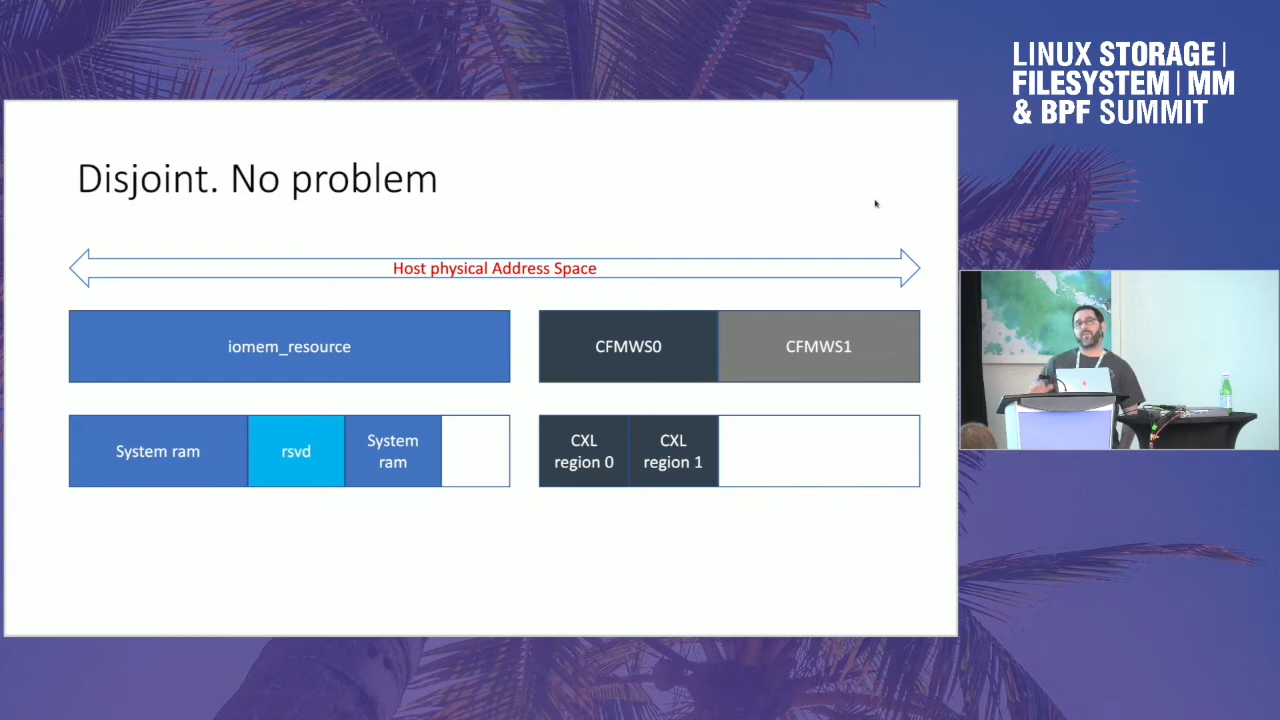 LINUX STORAGE |
FILESYSTEM | MM
& BPF SUMMIT
Disjoint. No problem
Host physical Address Space
iomem_resource
CFMWS0
CFMWS1
System ram
rsvd
System
ram
CXL
region 0
CXL
region 1